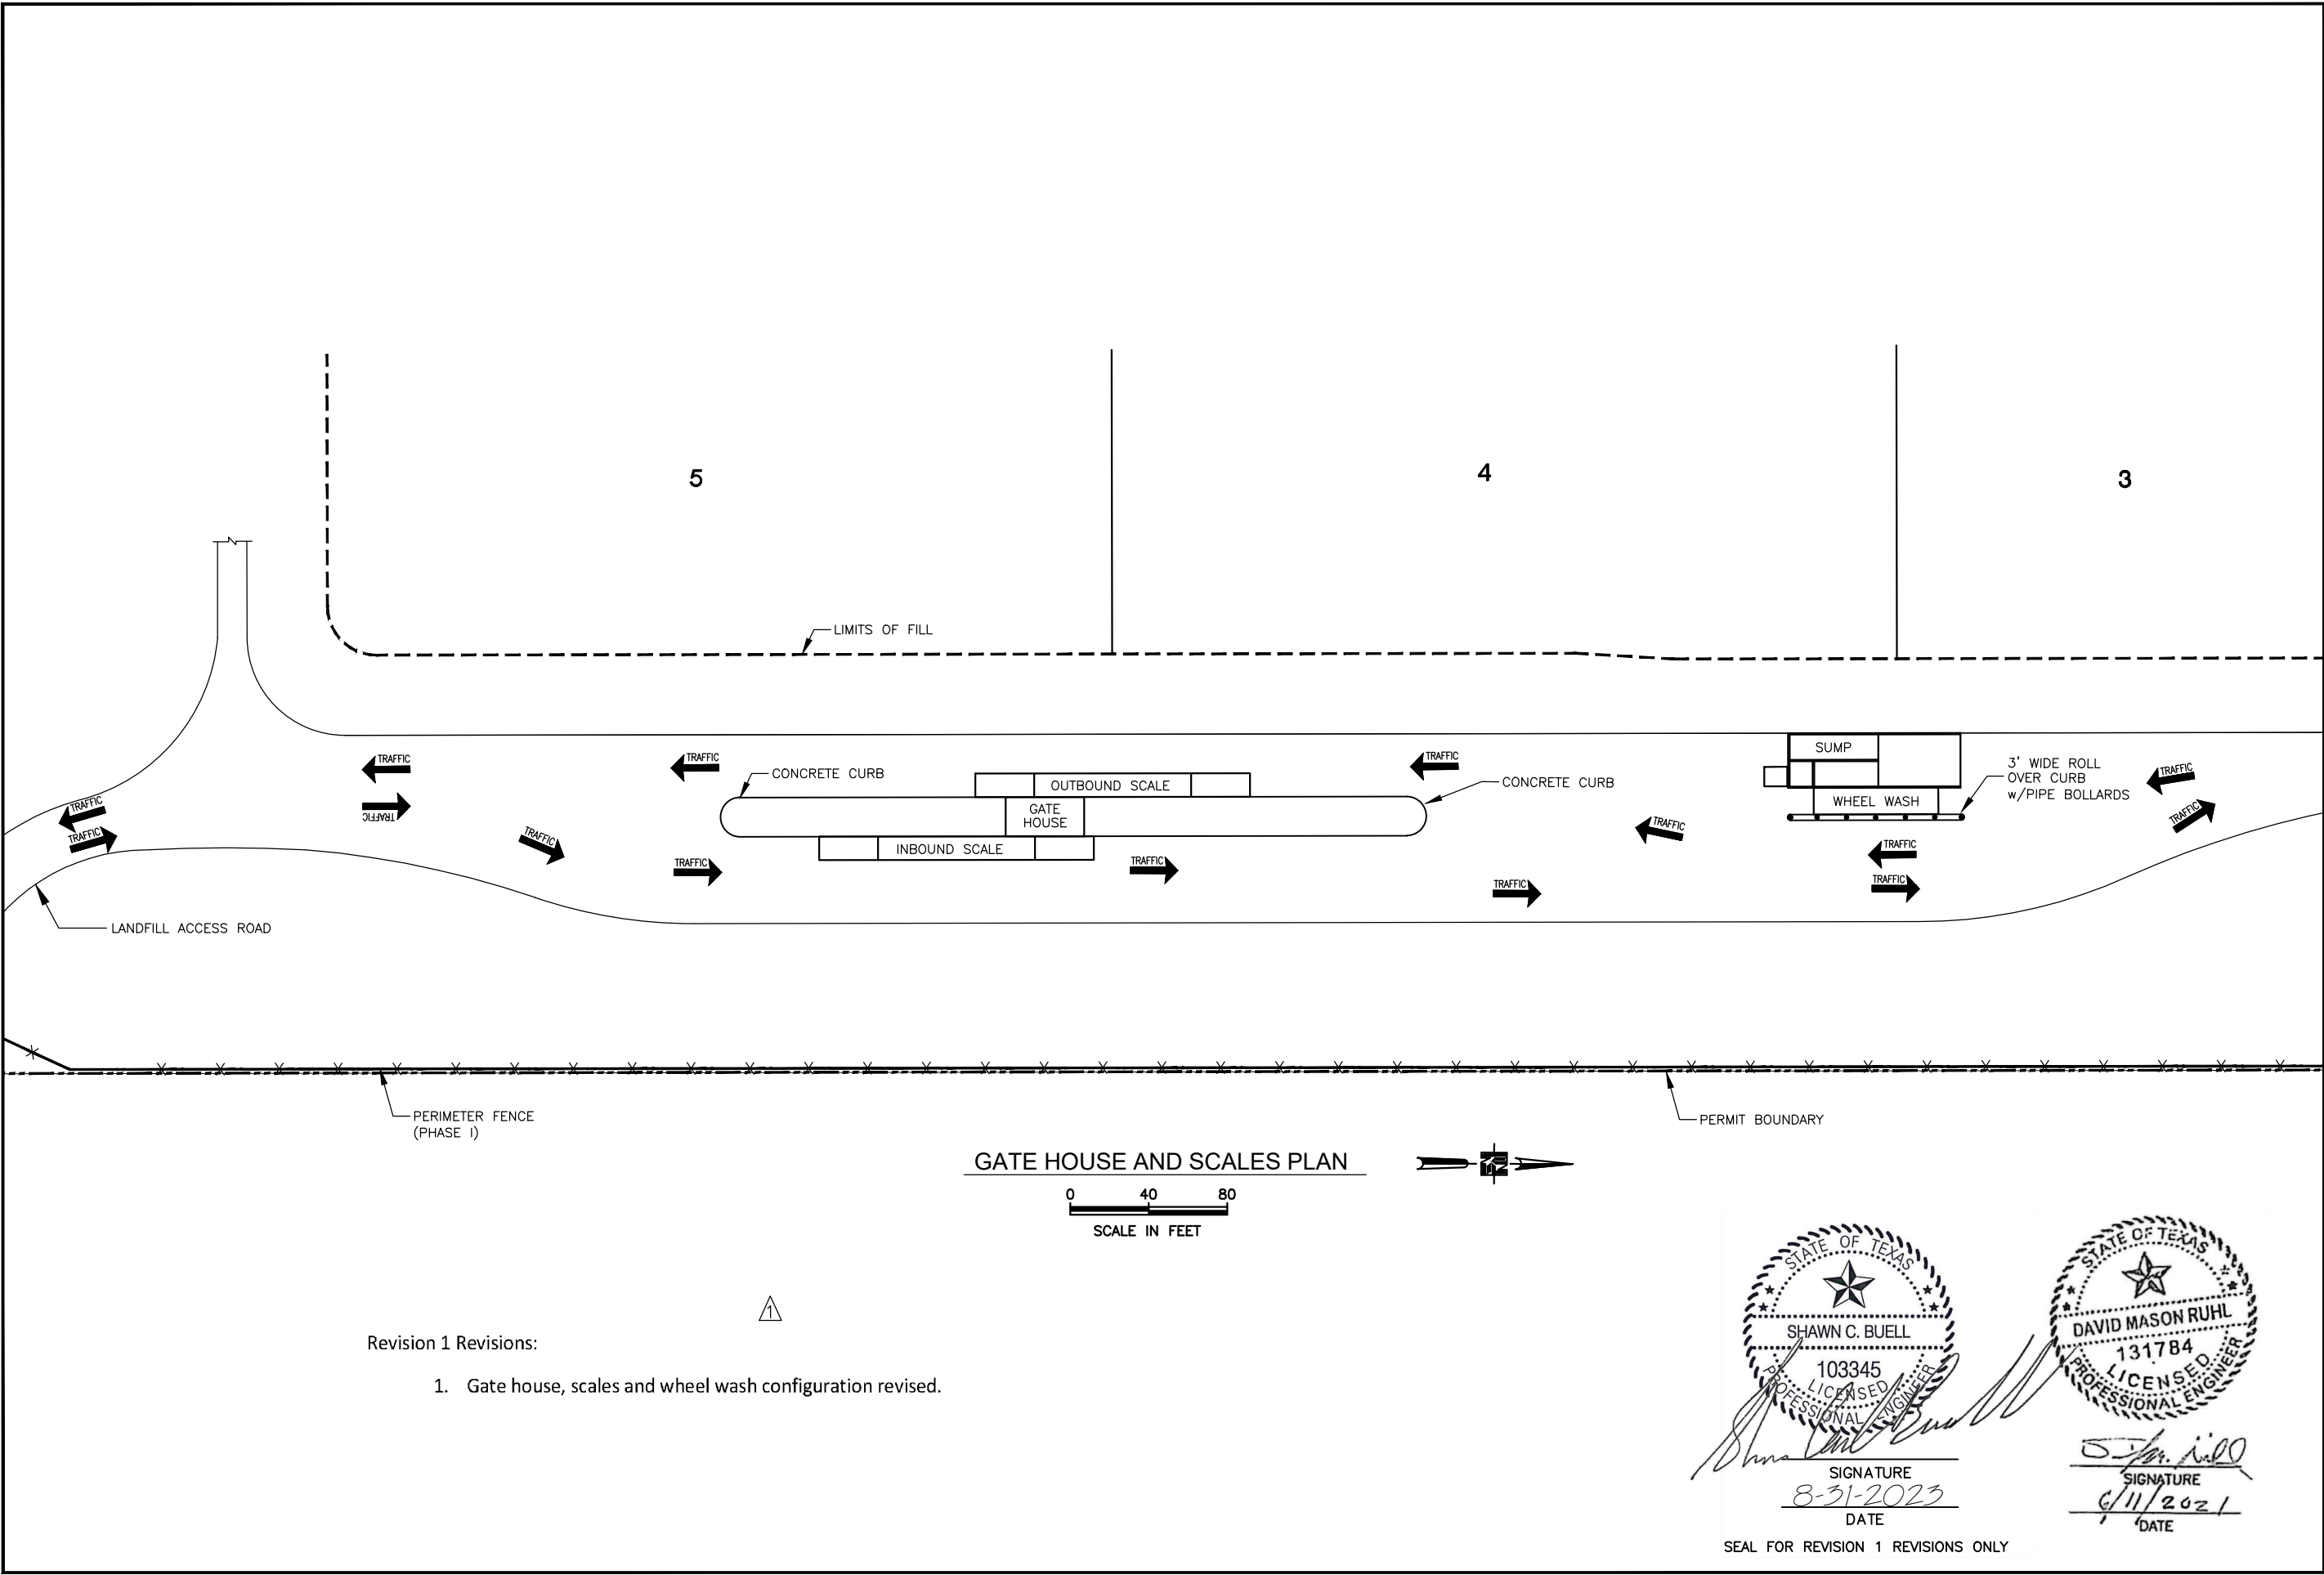 5
4
3
LIMITS OF FILL
TRAFFIC
TRAFFIC
TRAFFIC
TRAFFIC
TRAFFIC
TRAFFIC
TRAFFIC
TRAFFIC
TRAFFIC
CONCRETE CURB
OUTBOUND SCALE
GATE
HOUSE
INBOUND SCALE
TRAFFIC
TRAFFIC
CONCRETE CURB
TRAFFIC
TRAFFIC
SUMP
WHEEL WASH
TRAFFIC
TRAFFIC
3' WIDE ROLL
OVER CURB
w/PIPE BOLLARDS
TRAFFIC
LANDFILL ACCESS ROAD
PERIMETER FENCE
(PHASE I)
PERMIT BOUNDARY
GATE HOUSE AND SCALES PLAN
0 40 80
SCALE IN FEET
1
Revision 1 Revisions:
1. Gate house, scales and wheel wash configuration revised.
STATE OF TEXAS
SHAWN C. BUELL
103345
LICENSED
PROFESSIONAL ENGINEER
SIGNATURE
8-31-2023
DATE
SEAL FOR REVISION 1 REVISIONS ONLY
STATE OF TEXAS
DAVID MASON RUHL
131784
LICENSED
PROFESSIONAL ENGINEER
SIGNATURE
6/11/2021
DATE